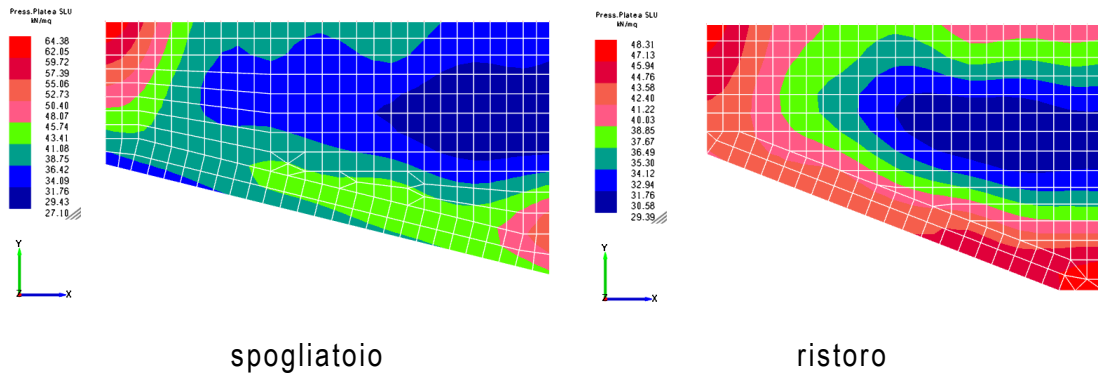 Press.Platea SLU
kN/mq
64.38
62.05
59.72
57.39
55.06
52.73
50.40
48.07
45.74
43.41
41.08
38.75
36.42
34.09
31.76
29.43
27.10
Y
Z
X
spogliatoio
Press.Platea SLU
kN/mq
48.31
47.13
45.94
44.76
43.58
42.40
41.22
40.03
38.85
37.67
36.49
35.30
34.12
32.94
31.76
30.58
29.39
Y
Z
X
ristoro